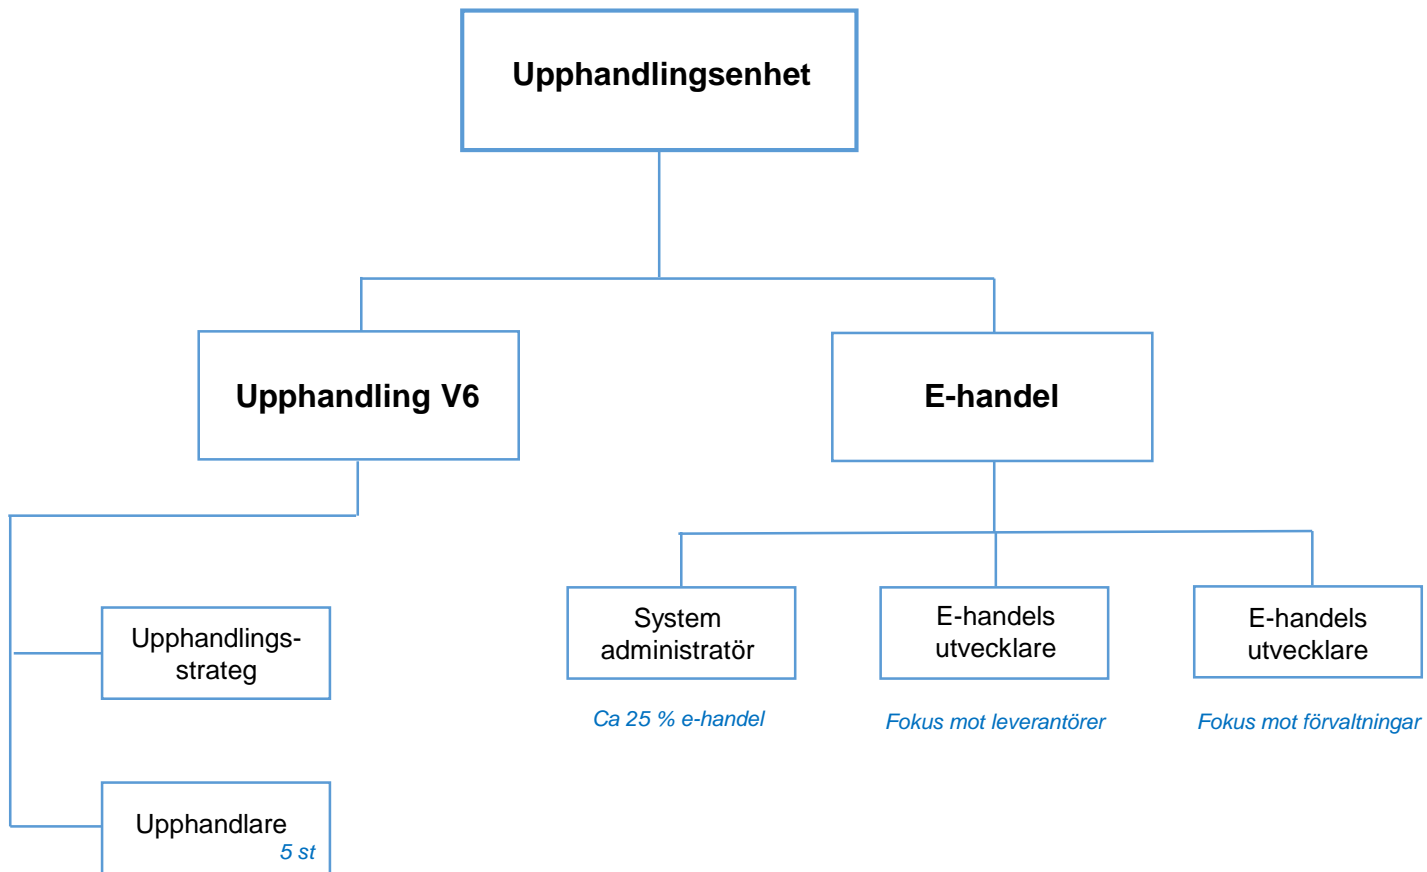 Upphandlingsenhet
Upphandling V6
E-handel
System
administratör
E-handels
utvecklare
E-handels
utvecklare
Ca 25 % e-handel
Fokus mot leverantörer
Fokus mot förvaltningar
Upphandlings-
strateg
Upphandlare
5 st